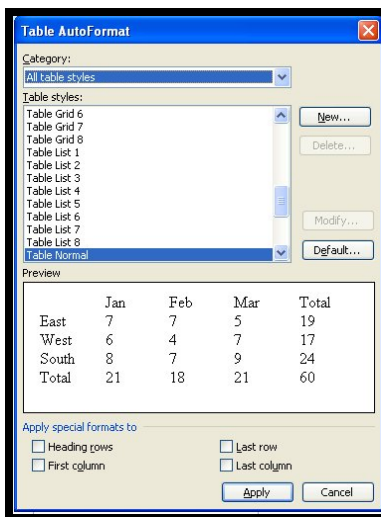 Table AutoFormat
Category:
All table styles
Table styles:
Table Grid 6
Table Grid 7
Table Grid 8
Table List 1
Table List 2
Table List 3
Table List 4
Table List 5
Table List 6
Table List 7
Table List 8
Table Normal
New...
Delete...
Modify...
Default...
Preview
Jan Feb Mar Total
East 7 7 5 19
West 6 4 7 17
South 8 7 9 24
Total 21 18 21 60
Apply special formats to
Heading rows Last row
First column Last column
Apply Cancel